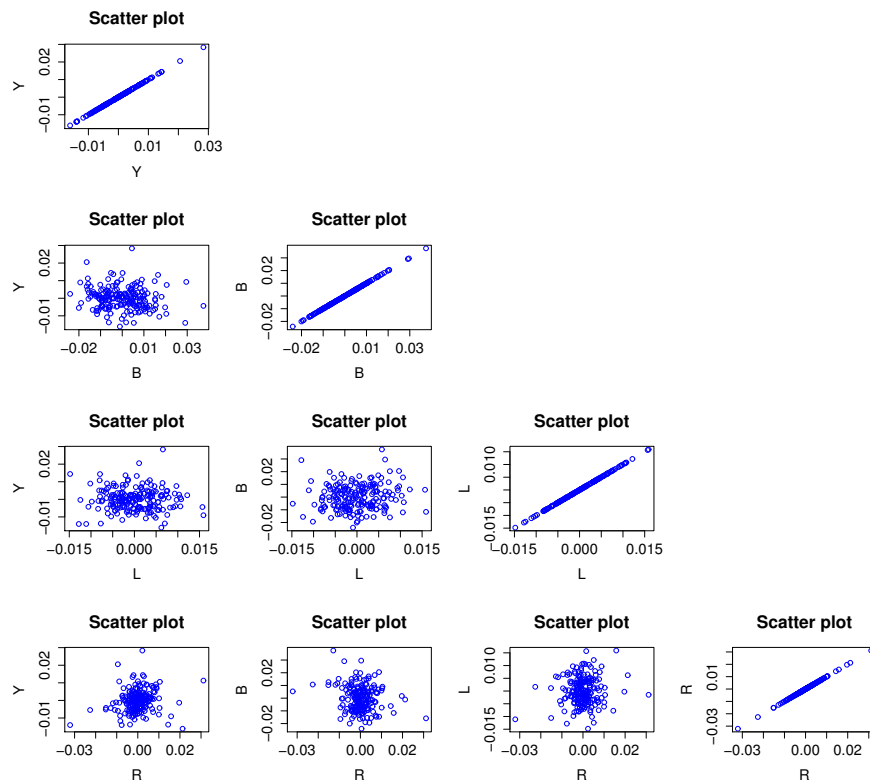 Scatter plot
Y
0.02
−0.01
−0.01 0.01 0.03
Y
Scatter plot Scatter plot
Y B
0.02 0.02
−0.01 −0.02
−0.02 0.01 0.03 −0.02 0.01 0.03
B B
Scatter plot Scatter plot Scatter plot
Y B L
0.02 0.02 0.010
−0.01 −0.02 −0.015
−0.015 0.000 0.015 −0.015 0.000 0.015 −0.015 0.000 0.015
L L L
Scatter plot Scatter plot Scatter plot Scatter plot
Y B L R
0.02 0.02 0.010 0.01
−0.01 −0.02 −0.015 −0.03
−0.03 0.00 0.02 −0.03 0.00 0.02 −0.03 0.00 0.02 −0.03 0.00 0.02
R R R R